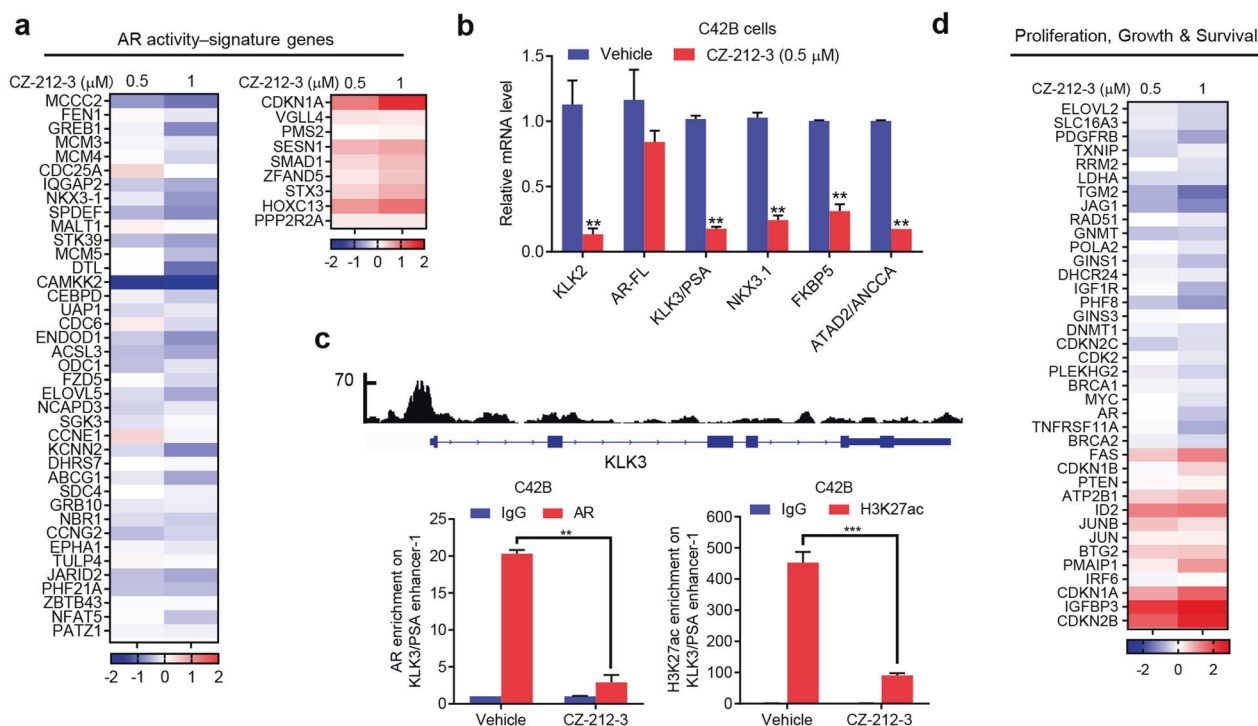 a
AR activity–signature genes
CZ-212-3 (μM) 0.5 1
MCCC2
FEN1
GREB1
MCM3
MCM4
CDC25A
IQGAP2
NKX3-1
SPDEF
MALT1
STK39
MCM5
DTL
CAMKK2
CEBPD
UAP1
CDC6
ENDOD1
ACSL3
ODC1
FZD5
ELOVL5
NCAPD3
SGK3
CCNE1
KCNN2
DHRS7
ABCG1
SDC4
GRB10
NBR1
CCNG2
EPHA1
TULP4
JARID2
PHF21A
ZBTB43
NFAT5
PATZ1
-2 -1 0 1 2
CZ-212-3 (μM) 0.5 1
CDKN1A
VGLL4
PMS2
SESN1
SMAD1
ZFAND5
STX3
HOXC13
PPP2R2A
-2 -1 0 1 2
b
C42B cells
Vehicle CZ-212-3 (0.5 μM)
Relative mRNA level
1.5
1.0
0.5
0.0
** ** ** ** **
KLK2 AR-FL KLK3/PSA NKX3.1 FKBP5 ATAD2/ANCCA
c
70
KLK3
C42B
IgG AR
AR enrichment on
KLK3/PSA enhancer-1
25
20
15
10
5
0
**
Vehicle CZ-212-3
C42B
IgG H3K27ac
H3K27ac enrichment on
KLK3/PSA enhancer-1
600
500
400
300
200
100
0
***
Vehicle CZ-212-3
d
Proliferation, Growth & Survival
CZ-212-3 (μM) 0.5 1
ELOVL2
SLC16A3
PDGFRB
TXNIP
RRM2
LDHA
TGM2
JAG1
RAD51
GNMT
POLA2
GINS1
DHCR24
IGF1R
PHF8
GINS3
DNMT1
CDKN2C
CDK2
PLEKHG2
BRCA1
MYC
AR
TNFRSF11A
BRCA2
FAS
CDKN1B
PTEN
ATP2B1
ID2
JUNB
JUN
BTG2
PMAIP1
IRF6
CDKN1A
IGFBP3
CDKN2B
-2 0 2